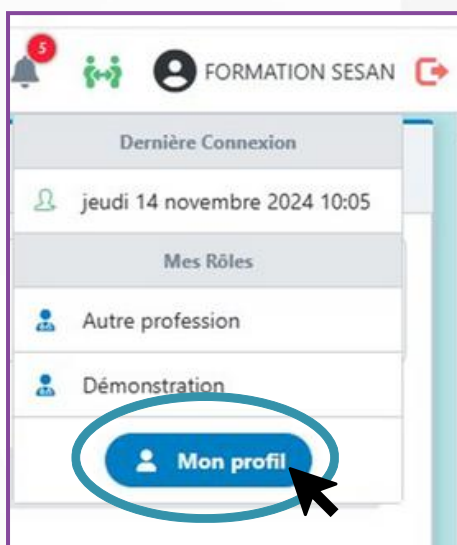 5
FORMATION SESAN
Dernière Connexion
jeudi 14 novembre 2024 10:05
Mes Rôles
Autre profession
Démonstration
Mon profil